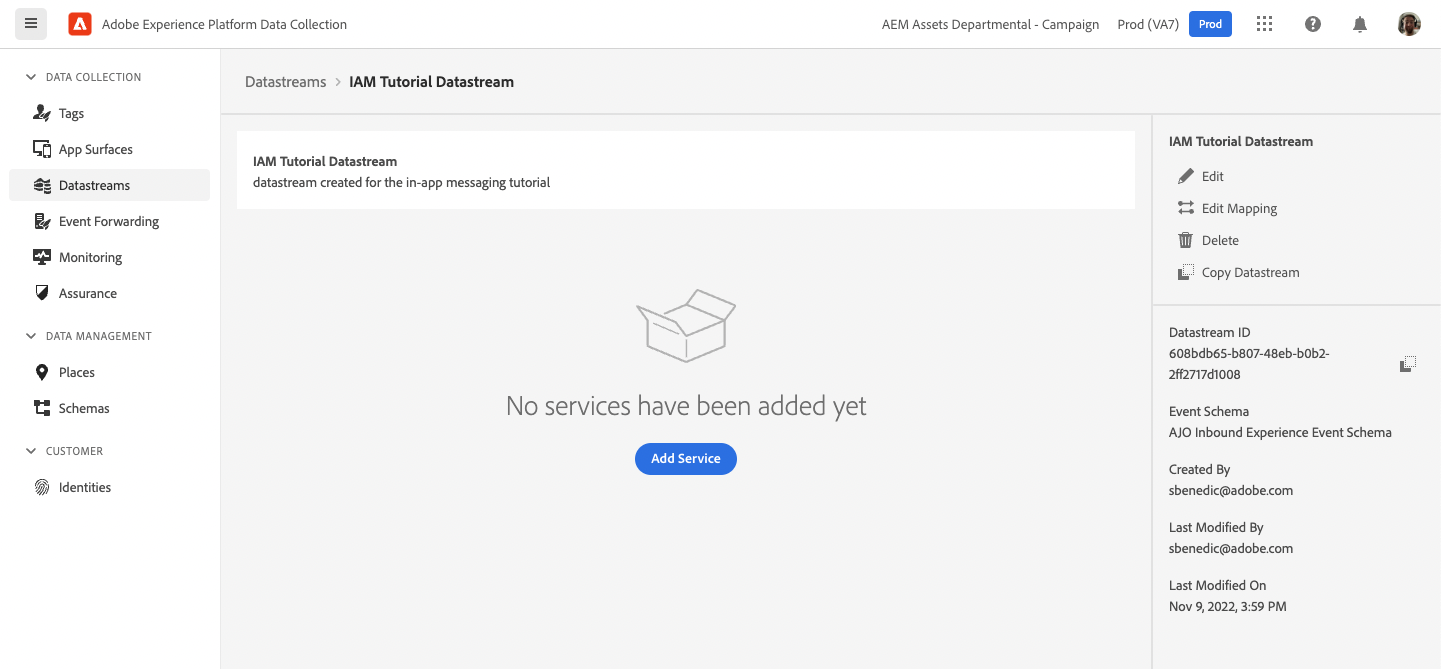 Adobe Experience Platform Data Collection
AEM Assets Departmental - Campaign
Prod (VA7)
Prod
DATA COLLECTION
Tags
App Surfaces
Datastreams
Event Forwarding
Monitoring
Assurance
DATA MANAGEMENT
Places
Schemas
CUSTOMER
Identities
Datastreams > IAM Tutorial Datastream
IAM Tutorial Datastream
datastream created for the in-app messaging tutorial
No services have been added yet
Add Service
IAM Tutorial Datastream
Edit
Edit Mapping
Delete
Copy Datastream
Datastream ID
608bdb65-b807-48eb-b0b2-
2ff2717d1008
Event Schema
AJO Inbound Experience Event Schema
Created By
sbenedic@adobe.com
Last Modified By
sbenedic@adobe.com
Last Modified On
Nov 9, 2022, 3:59 PM